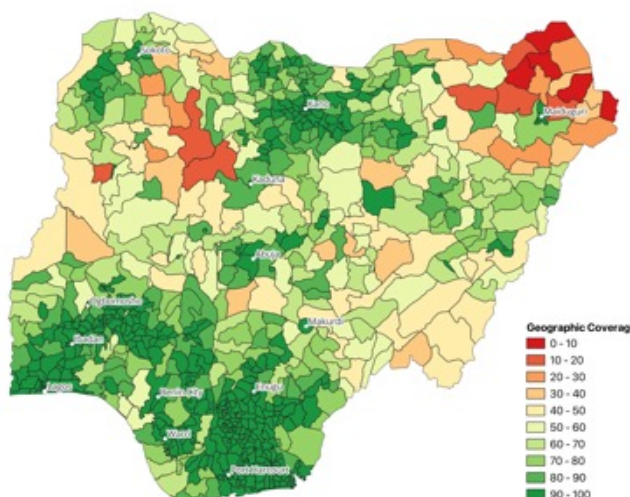 Sokoto
Kano
Maiduguri
Kaduna
Abuja
Ogbomosho
Makurdi
Ibadan
Lagos
Benin City
Enugu
Warri
Port Harcourt
Geographic Coverag
0 - 10
10 - 20
20 - 30
30 - 40
40 - 50
50 - 60
60 - 70
70 - 80
80 - 90
90 - 100